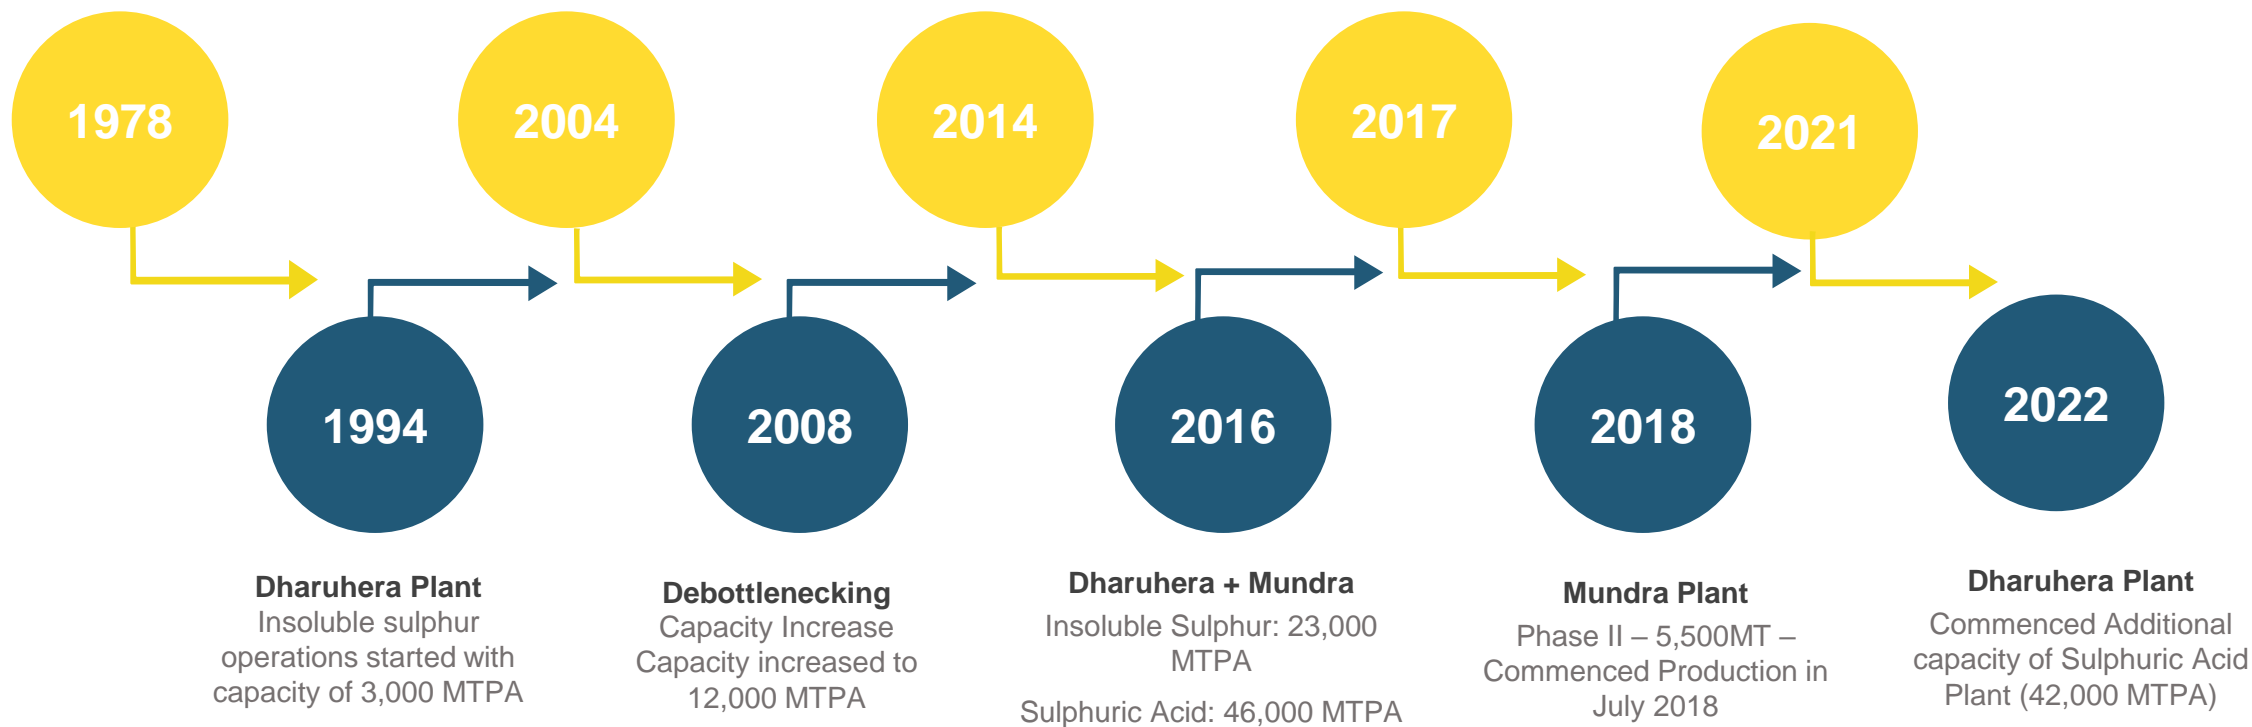 1978
2004
2014
2017
2021
1994
2008
2016
2018
2022
Dharuhera Plant
Insoluble sulphur
operations started with
capacity of 3,000 MTPA
Debottlenecking
Capacity Increase
Capacity increased to
12,000 MTPA
Dharuhera + Mundra
Insoluble Sulphur: 23,000
MTPA
Sulphuric Acid: 46,000 MTPA
Mundra Plant
Phase II – 5,500MT –
Commenced Production in
July 2018
Dharuhera Plant
Commenced Additional
capacity of Sulphuric Acid
Plant (42,000 MTPA)